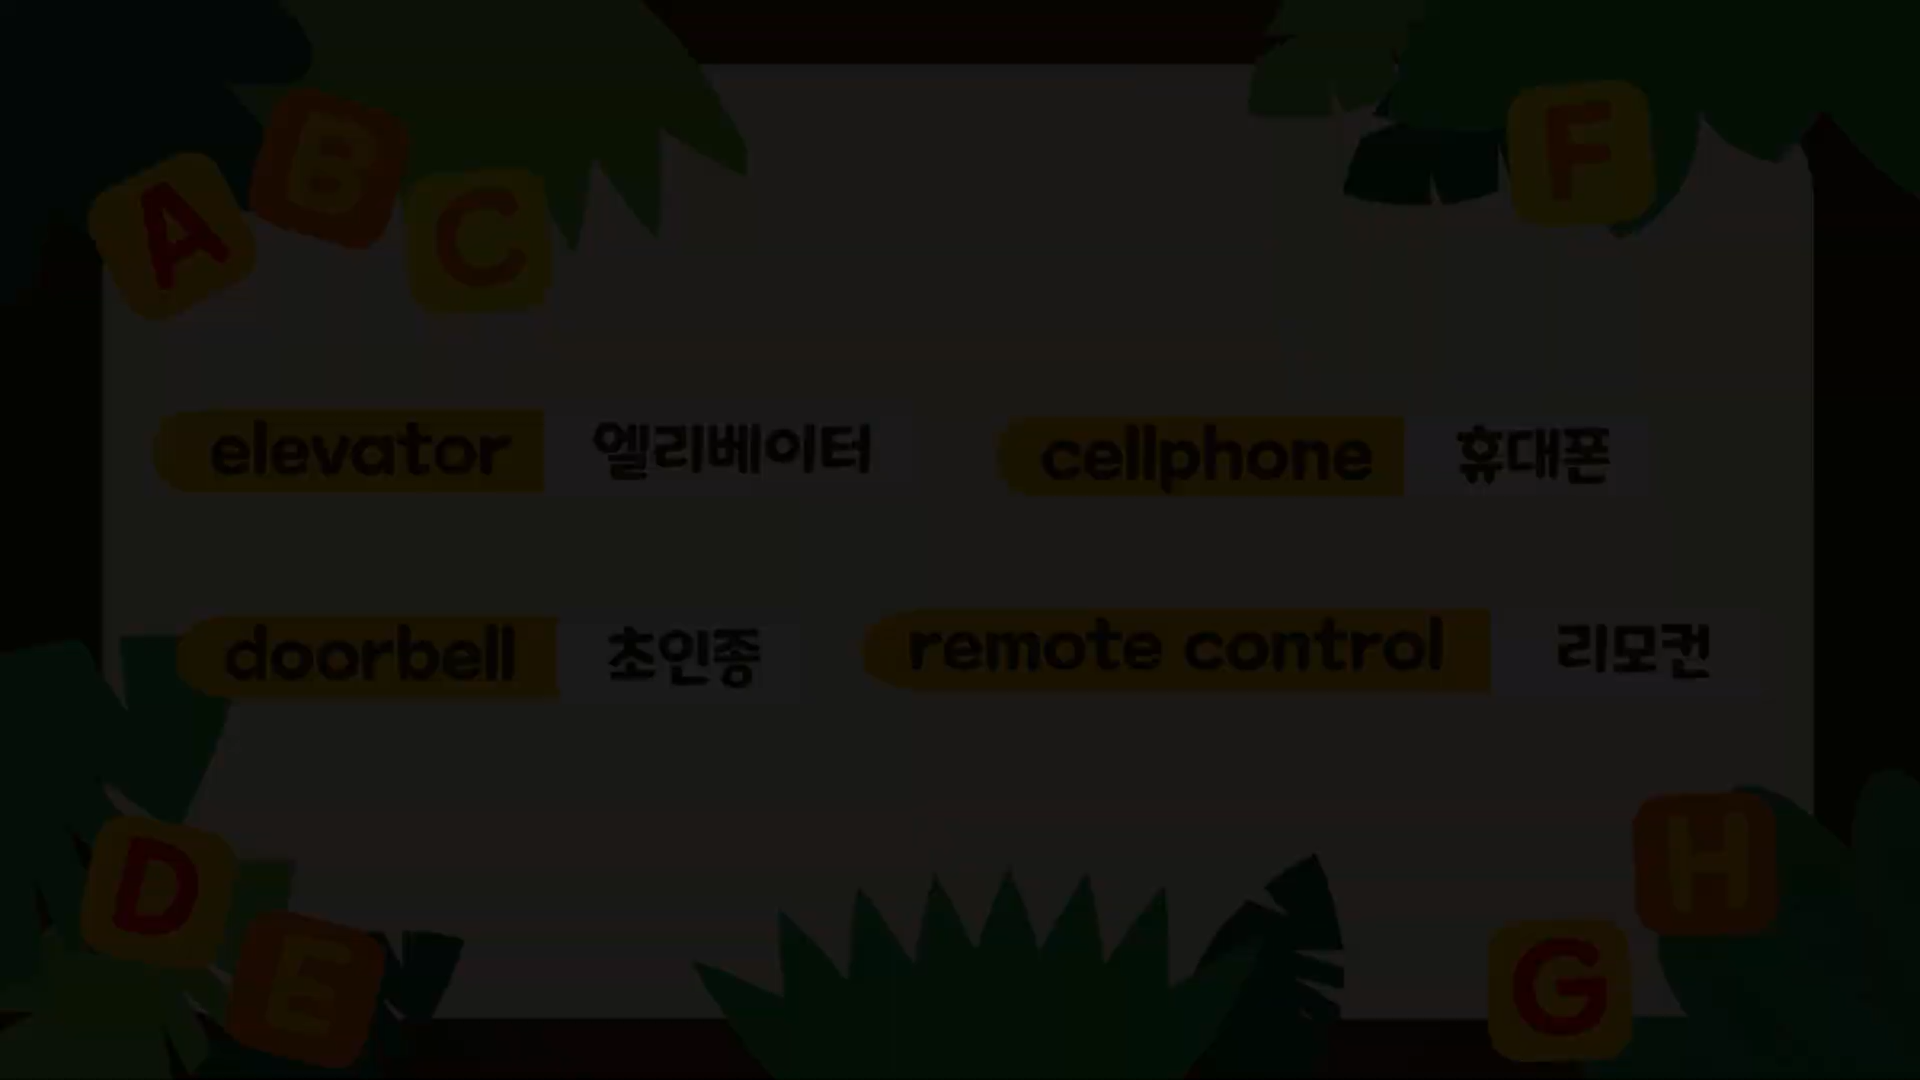 A B C
F
elevator 엘리베이터
cellphone 휴대폰
doorbell 초인종
remote control 리모컨
D E
H
G